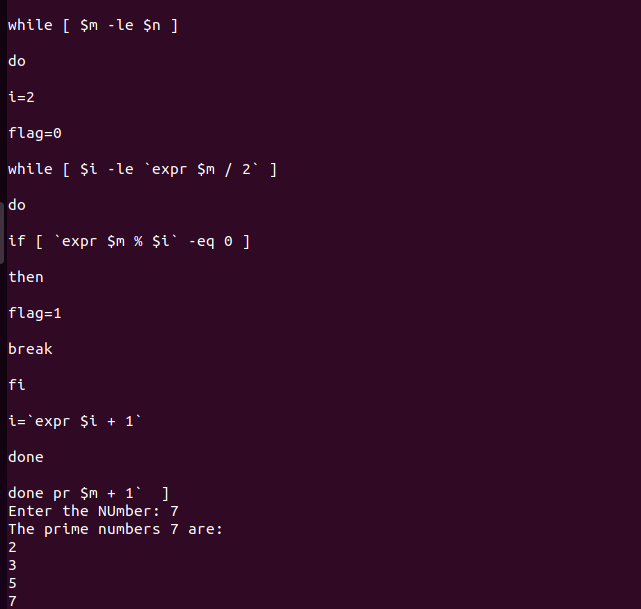 while [ $m -le $n ]
do
i=2
flag=0
while [ $i -le `expr $m / 2` ]
do
if [ `expr $m % $i` -eq 0 ]
then
flag=1
break
fi
i=`expr $i + 1`
done
done pr $m + 1`  ]
Enter the NUmber: 7
The prime numbers 7 are:
2
3
5
7